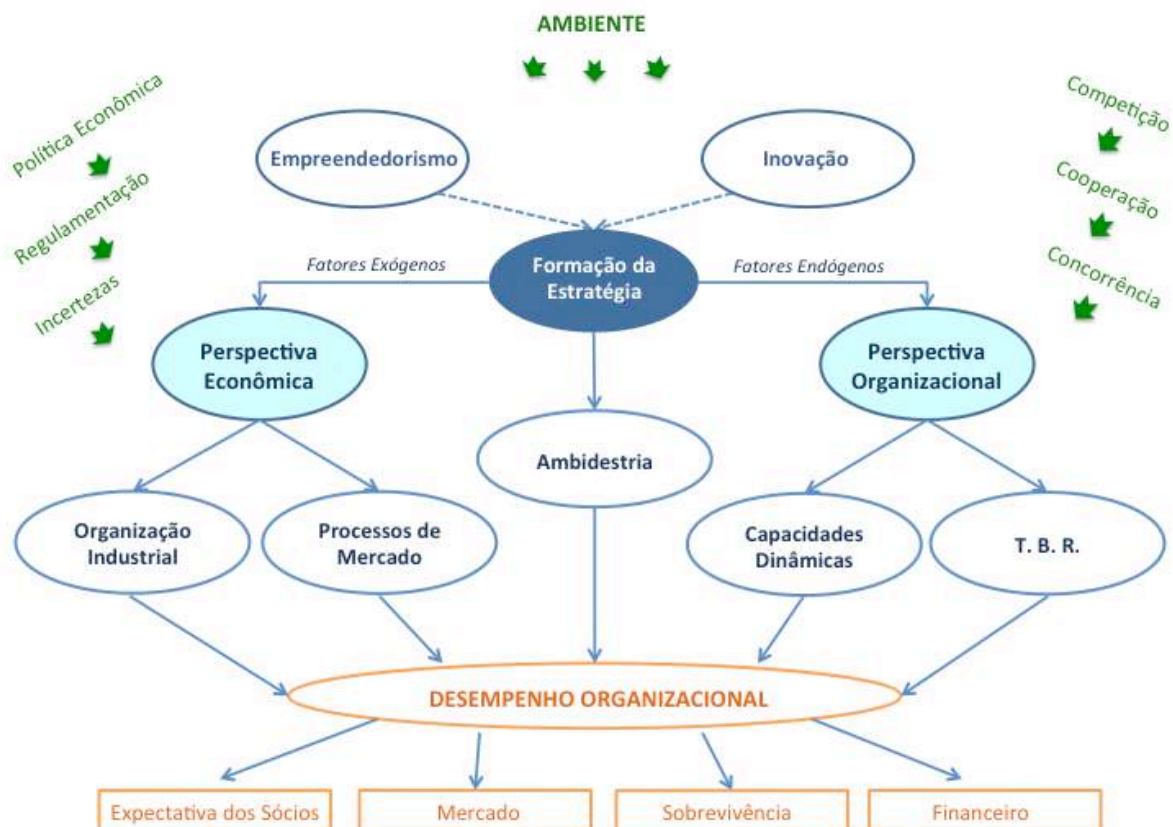 AMBIENTE
Política Econômica
Regulamentação
Incertezas
Competição
Cooperação
Concorrência
Empreendedorismo
Inovação
Formação da
Estratégia
Fatores Exógenos
Fatores Endógenos
Perspectiva
Econômica
Perspectiva
Organizacional
Ambidestria
Organização
Industrial
Processos de
Mercado
Capacidades
Dinâmicas
T. B. R.
DESEMPENHO ORGANIZACIONAL
Expectativa dos Sócios
Mercado
Sobrevivência
Financeiro